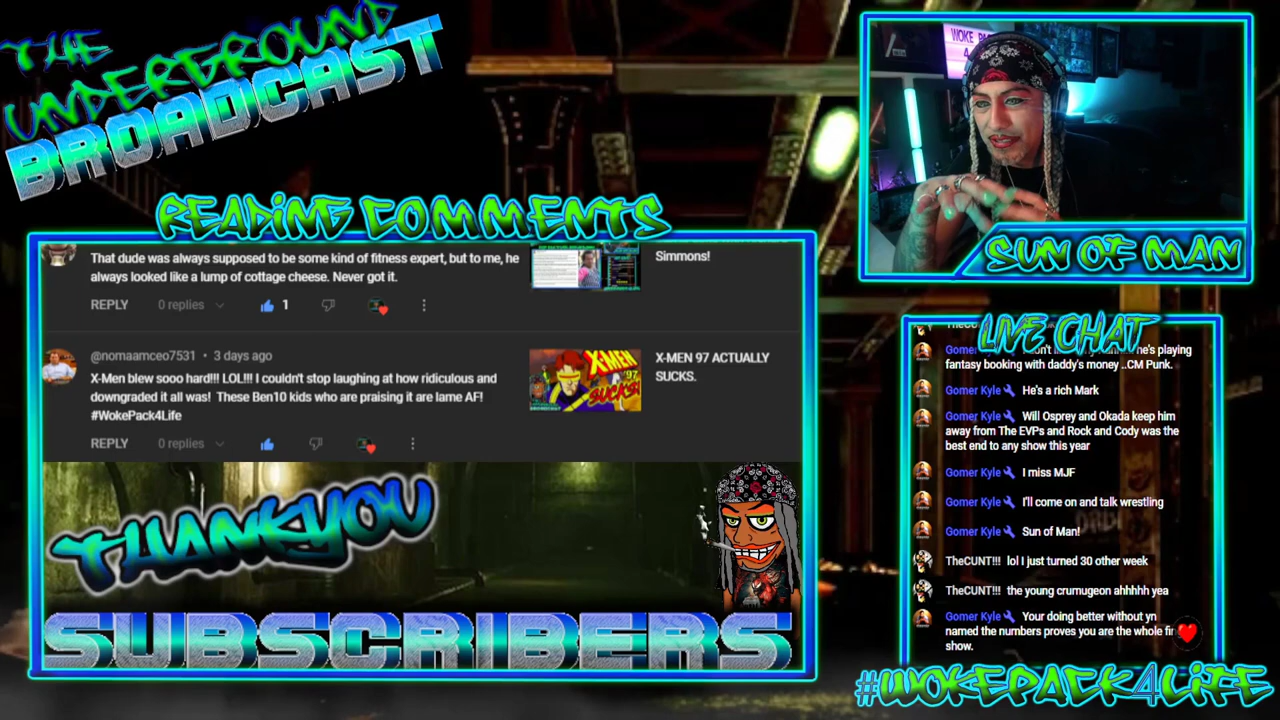 THE
UNDERGROUND
BROADCAST
WOKE PA
4
READING COMMENTS
That dude was always supposed to be some kind of fitness expert, but to me, he
always looked like a lump of cottage cheese. Never got it.
Simmons!
REPLY 0 replies 1
@nomaamceo7531 • 3 days ago
X-Men blew sooo hard!!! LOL!!! I couldn't stop laughing at how ridiculous and
downgraded it all was! These Ben10 kids who are praising it are lame AF!
#WokePack4Life
X-MEN
'97
SUCKS!
X-MEN 97 ACTUALLY
SUCKS.
REPLY 0 replies
THANKYOU
SUBSCRIBERS
SUN OF MAN
LIVE CHAT
he's playing
fantasy booking with daddy's money ..CM Punk.
Gomer Kyle He's a rich Mark
Gomer Kyle Will Osprey and Okada keep him
away from The EVPs and Rock and Cody was the
best end to any show this year
Gomer Kyle I miss MJF
Gomer Kyle I'll come on and talk wrestling
Gomer Kyle Sun of Man!
TheCUNT!!! lol I just turned 30 other week
TheCUNT!!! the young crumugeon ahhhhh yea
Gomer Kyle Your doing better without yn
named the numbers proves you are the whole
show.
#WOKEPACK4LIFE